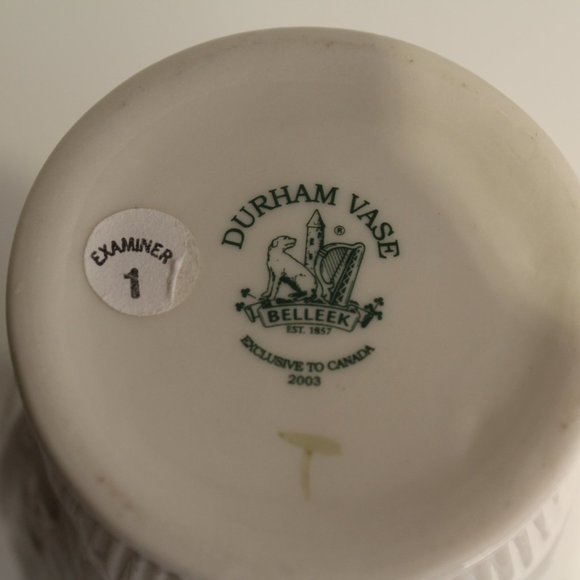 DURHAM VASE
®
BELLEEK
EST. 1857
EXCLUSIVE TO CANADA
2003
EXAMINER
1